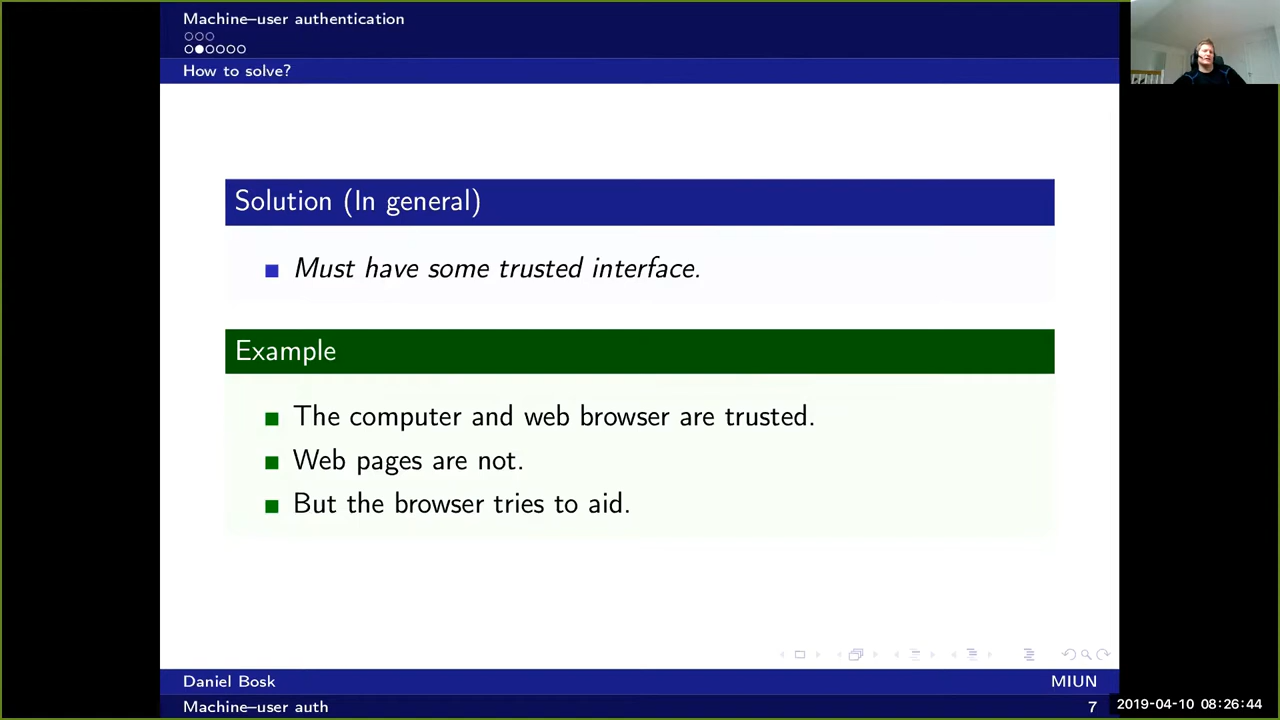 Machine–user authentication
How to solve?
Solution (In general)
Must have some trusted interface.
Example
The computer and web browser are trusted.
Web pages are not.
But the browser tries to aid.
Daniel Bosk
MIUN
Machine–user auth
7
2019-04-10 08:26:44